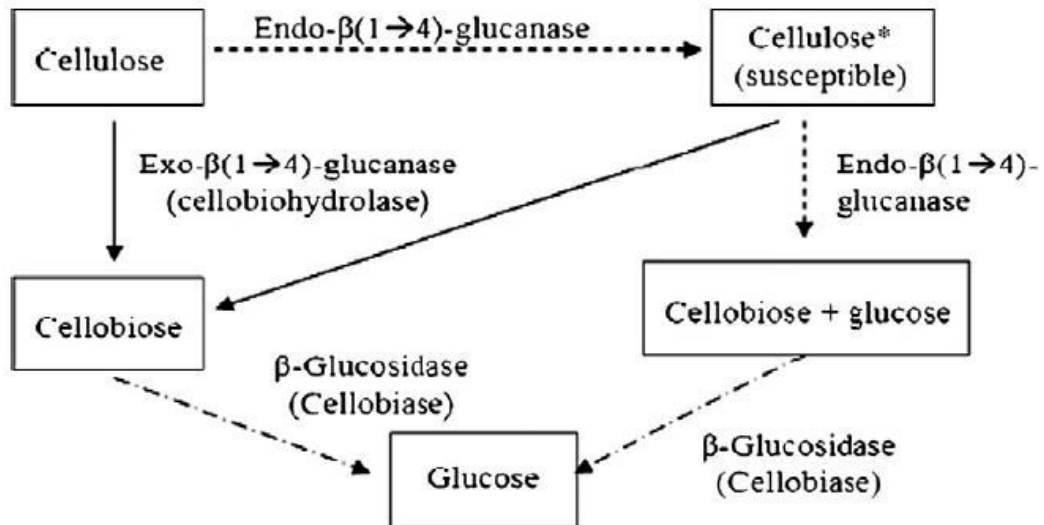 Endo-β(1→4)-glucanase
Cellulose
Cellulose*
(susceptible)
Exo-β(1→4)-glucanase
(cellobiohydrolase)
Endo-β(1→4)-
glucanase
Cellobiose
Cellobiose + glucose
β-Glucosidase
(Cellobiase)
Glucose
β-Glucosidase
(Cellobiase)